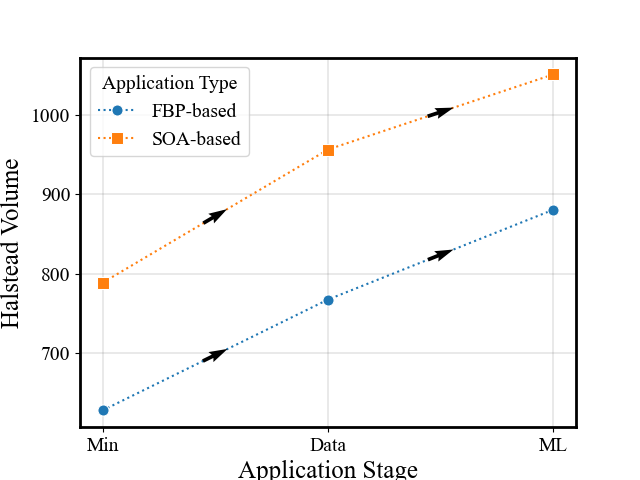 Application Type
FBP-based
SOA-based
1000
900
800
700
Halstead Volume
Min
Data
ML
Application Stage